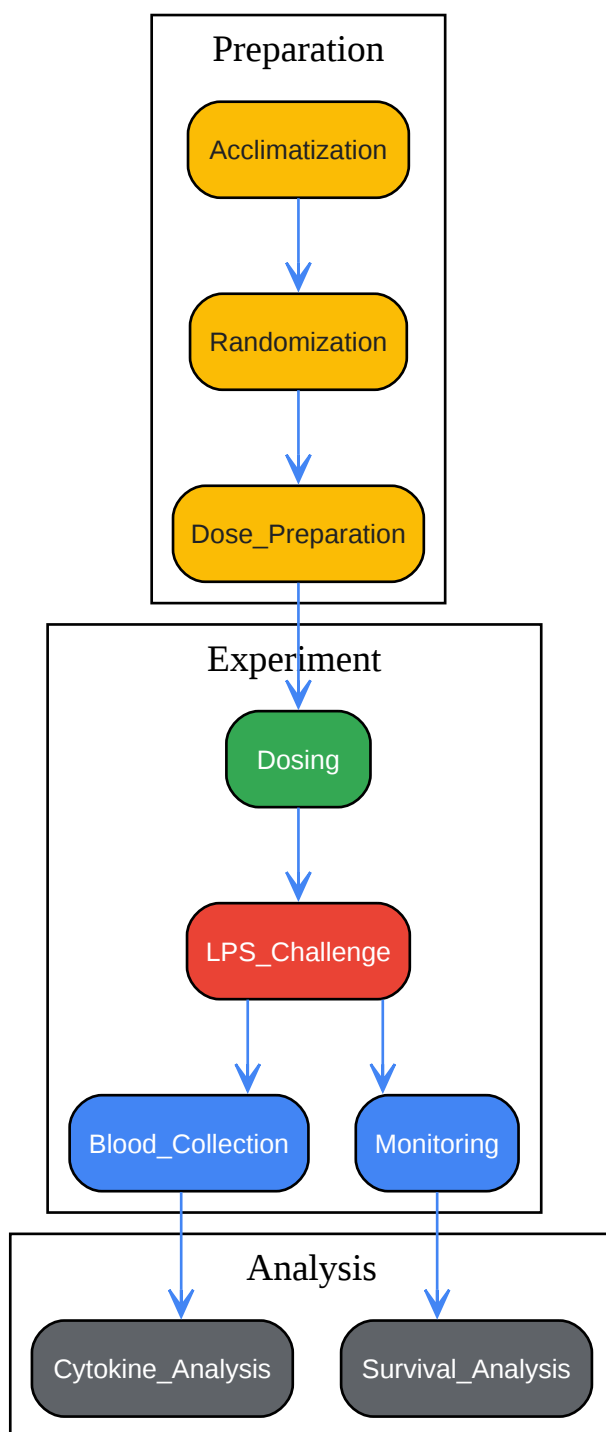 Preparation
Acclimatization
Randomization
Dose_Preparation
Experiment
Dosing
LPS_Challenge
Blood_Collection
Monitoring
Analysis
Cytokine_Analysis
Survival_Analysis